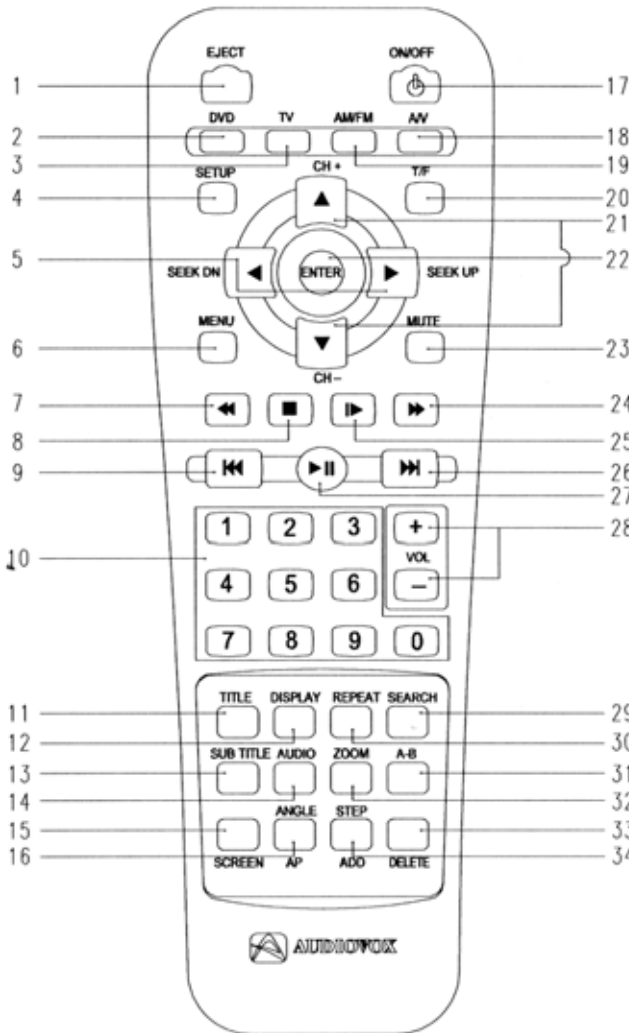 EJECT ON/OFF
1 17
DVD TV AM/FM A/V
2 18
3 CH + 19
SETUP T/F
4 20
21
5 SEEK DN ENTER SEEK UP 22
MENU MUTE
6 23
CH –
7 24
8 25
9 26
27
1 2 3 + 28
10 VOL
4 5 6 –
7 8 9 0
TITLE DISPLAY REPEAT SEARCH
11 29
12 30
SUB TITLE AUDIO ZOOM A-B
13 31
14 32
ANGLE STEP
15 33
16 SCREEN AP ADD DELETE 34
AUDIOVOX